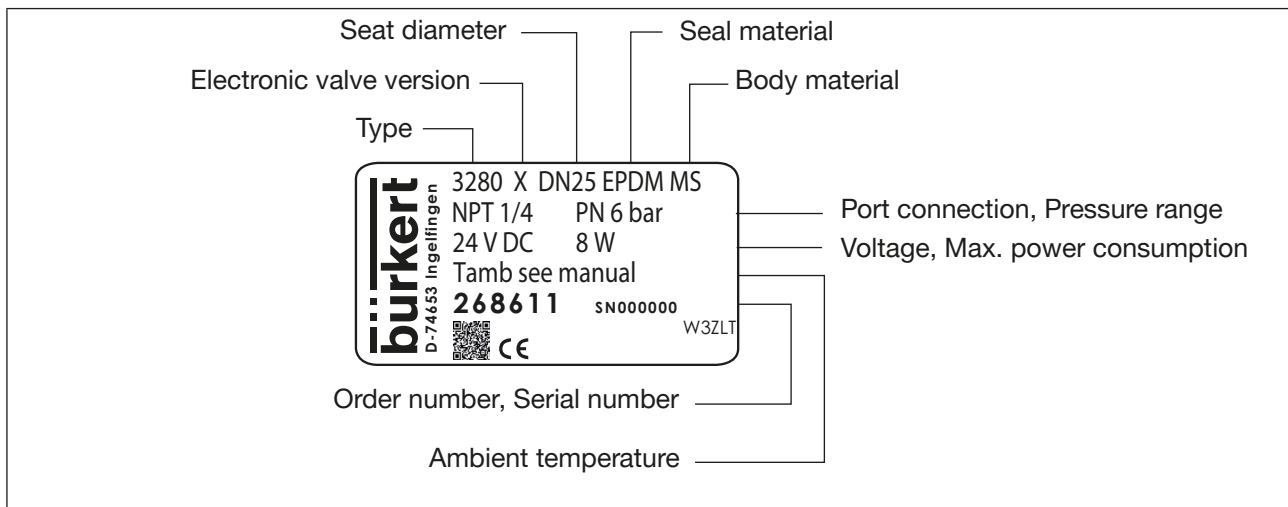 Seat diameter
Seal material
Electronic valve version
Body material
Type
bürkert
D-74653 Ingelfingen
3280 X DN25 EPDM MS
NPT 1/4 PN 6 bar
24 V DC 8 W
Tamb see manual
268611 SN000000
W3ZLT
CE
Port connection, Pressure range
Voltage, Max. power consumption
Order number, Serial number
Ambient temperature